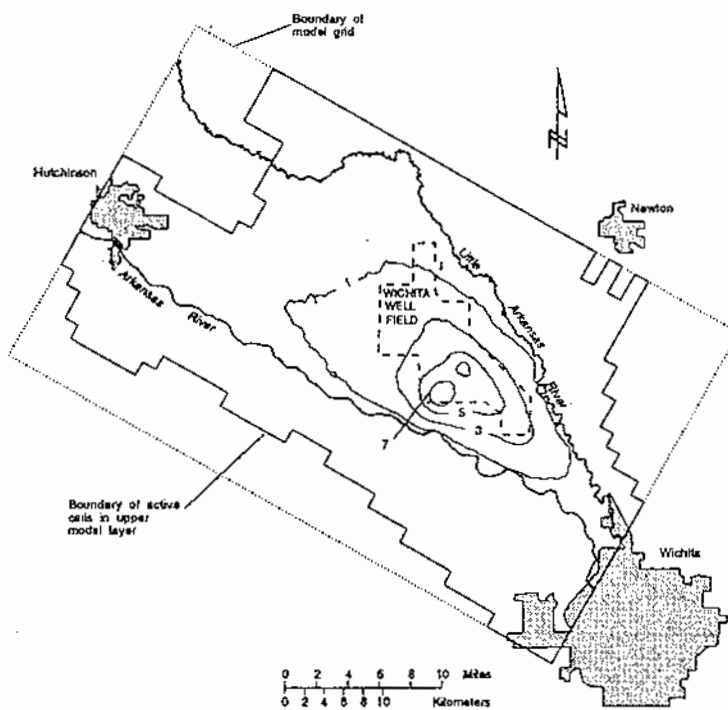 Boundary of
model grid
Hutchinson
N
Newton
Little
Arkansas
River
WICHITA
WELL
FIELD
Arkansas
River
5
3
7
Boundary of active
cells in upper
model layer
Wichita
0 2 4 6 8 10 Miles
0 2 4 6 8 10 Kilometers